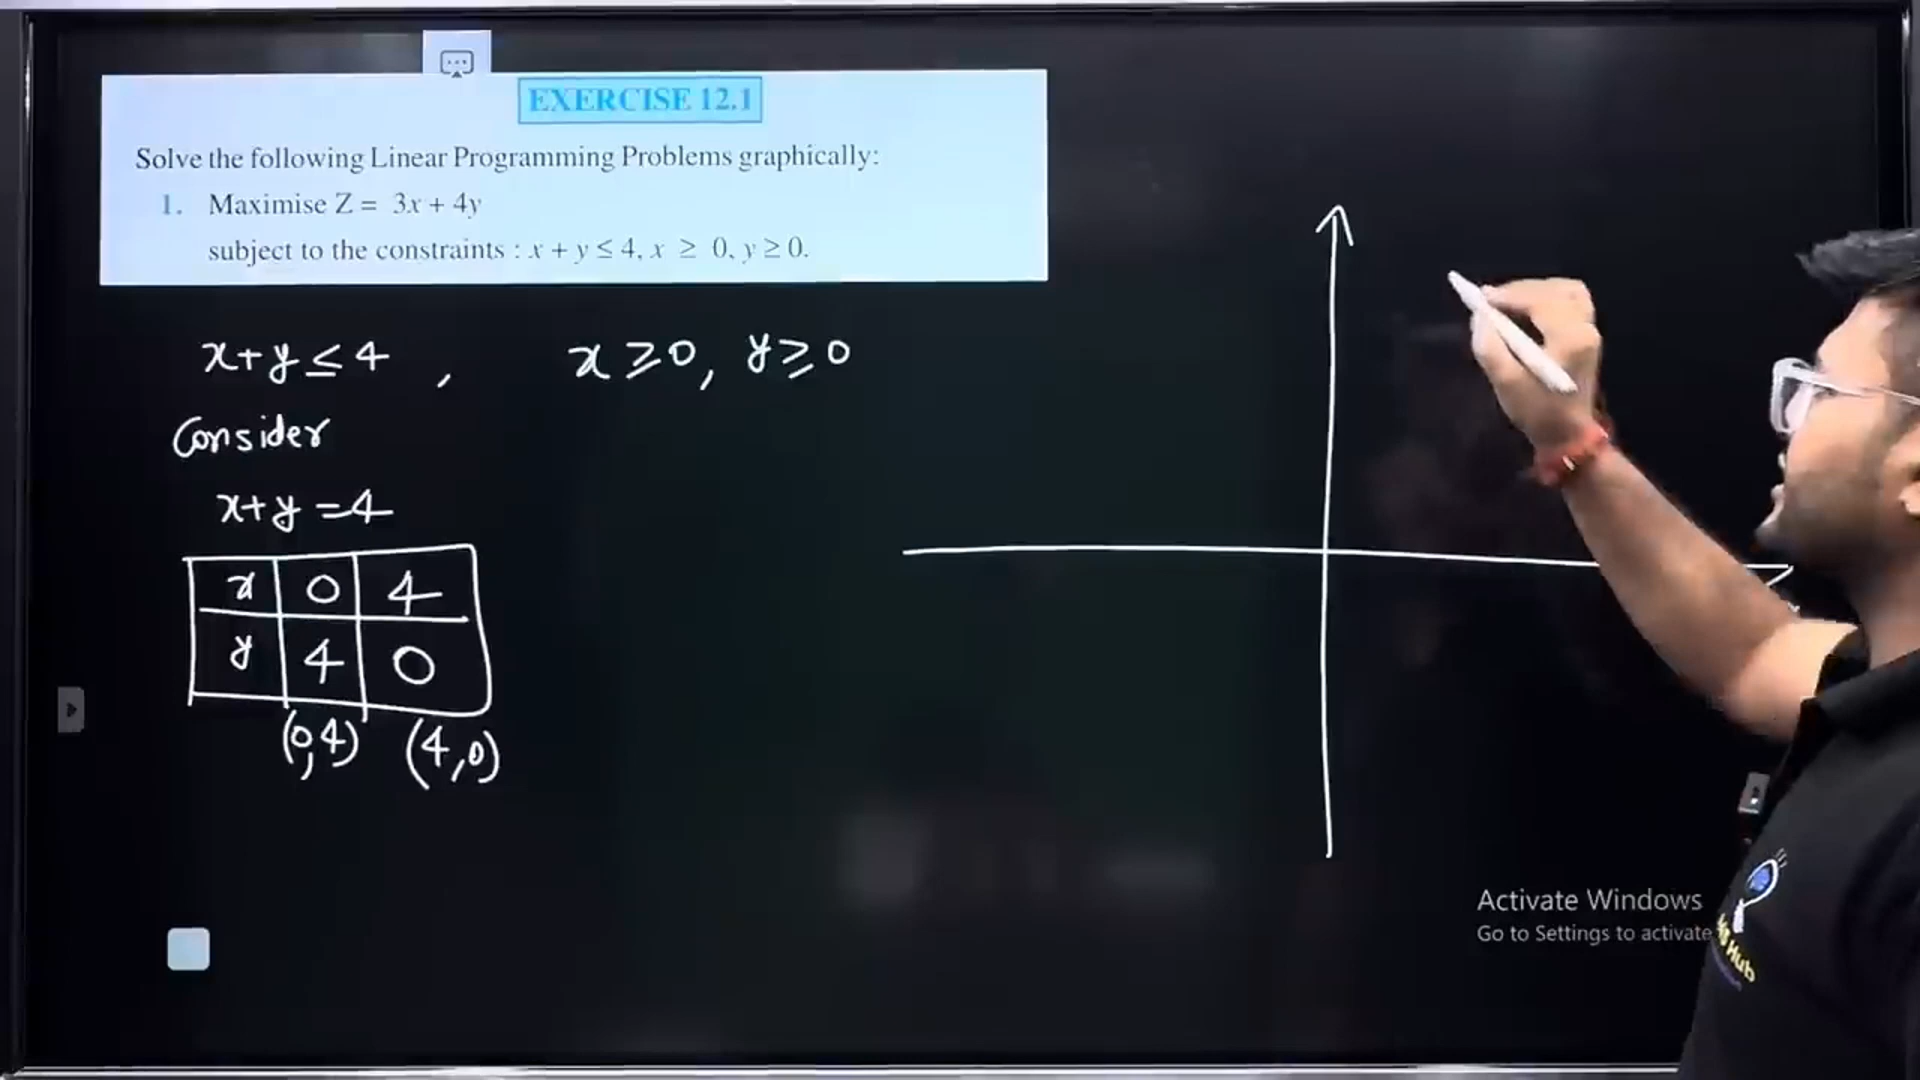 EXERCISE 12.1
Solve the following Linear Programming Problems graphically:
1. Maximise Z = 3x + 4y
subject to the constraints : x + y ≤ 4, x ≥ 0, y ≥ 0.
x+y ≤ 4 , x ≥ 0, y ≥ 0
Consider
x+y = 4
x 0 4
y 4 0
(0,4) (4,0)
Activate Windows
Go to Settings to activate
Hub